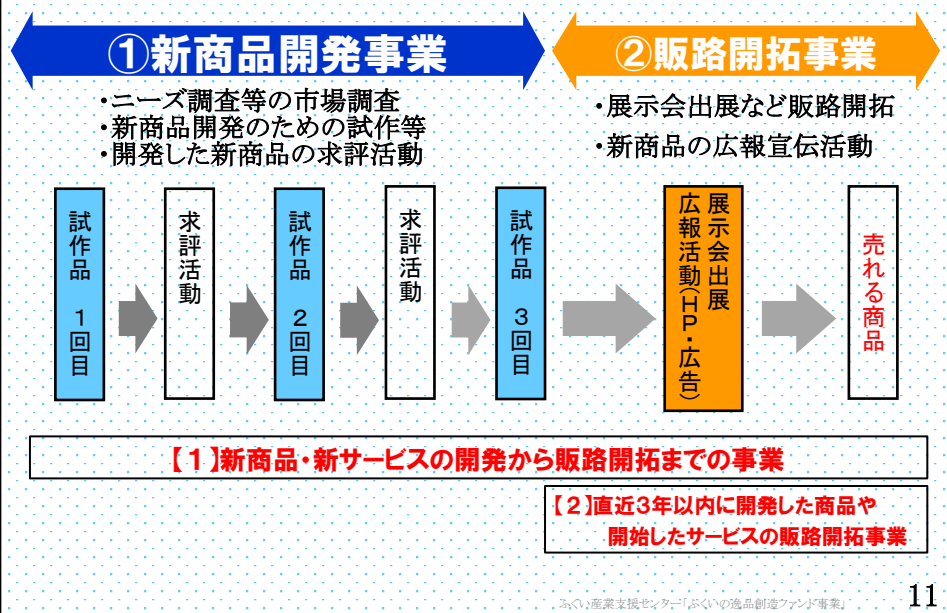 ①新商品開発事業
②販路開拓事業
・ニーズ調査等の市場調査
・新商品開発のための試作等
・開発した新商品の求評活動
・展示会出展など販路開拓
・新商品の広報宣伝活動
試作品 1回目
求評活動
試作品 2回目
求評活動
試作品 3回目
展示会出展
広報活動(HP・広告)
売れる商品
【1】新商品・新サービスの開発から販路開拓までの事業
【2】直近3年以内に開発した商品や
開始したサービスの販路開拓事業
ふくい産業支援センター「ふくいの逸品創造ファンド事業」
11